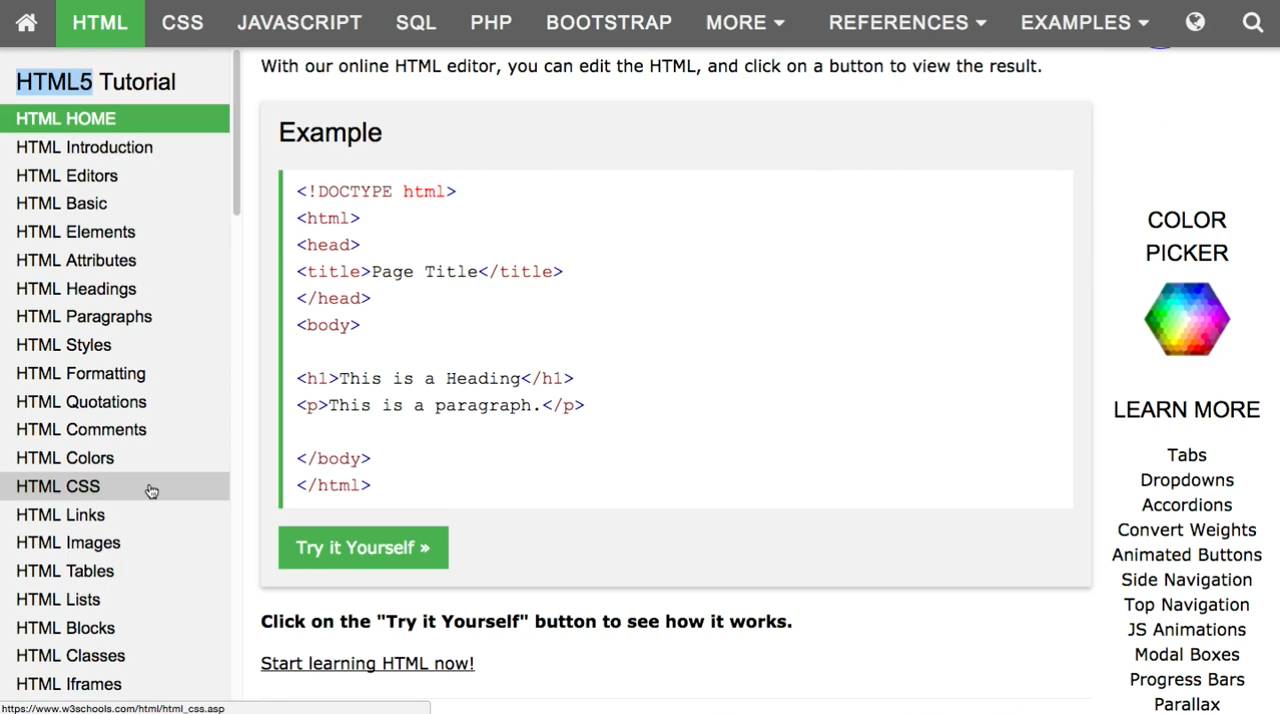 HTML CSS JAVASCRIPT SQL PHP BOOTSTRAP MORE REFERENCES EXAMPLES
HTML5 Tutorial
HTML HOME
HTML Introduction
HTML Editors
HTML Basic
HTML Elements
HTML Attributes
HTML Headings
HTML Paragraphs
HTML Styles
HTML Formatting
HTML Quotations
HTML Comments
HTML Colors
HTML CSS
HTML Links
HTML Images
HTML Tables
HTML Lists
HTML Blocks
HTML Classes
HTML Iframes
With our online HTML editor, you can edit the HTML, and click on a button to view the result.
Example
<!DOCTYPE html>
<html>
<head>
<title>Page Title</title>
</head>
<body>
<h1>This is a Heading</h1>
<p>This is a paragraph.</p>
</body>
</html>
Try it Yourself »
Click on the "Try it Yourself" button to see how it works.
Start learning HTML now!
COLOR
PICKER
LEARN MORE
Tabs
Dropdowns
Accordions
Convert Weights
Animated Buttons
Side Navigation
Top Navigation
JS Animations
Modal Boxes
Progress Bars
Parallax
https://www.w3schools.com/html/html_css.asp